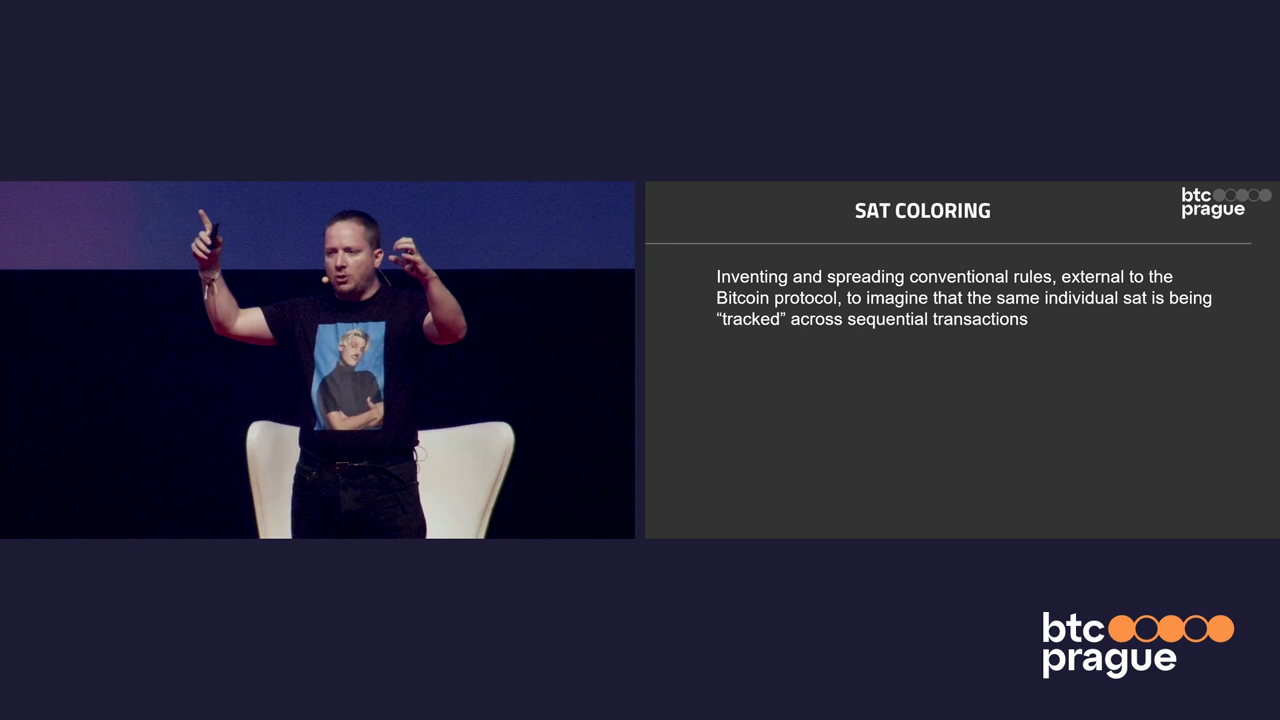 SAT COLORING
btc
prague
Inventing and spreading conventional rules, external to the
Bitcoin protocol, to imagine that the same individual sat is being
“tracked” across sequential transactions
btc
prague